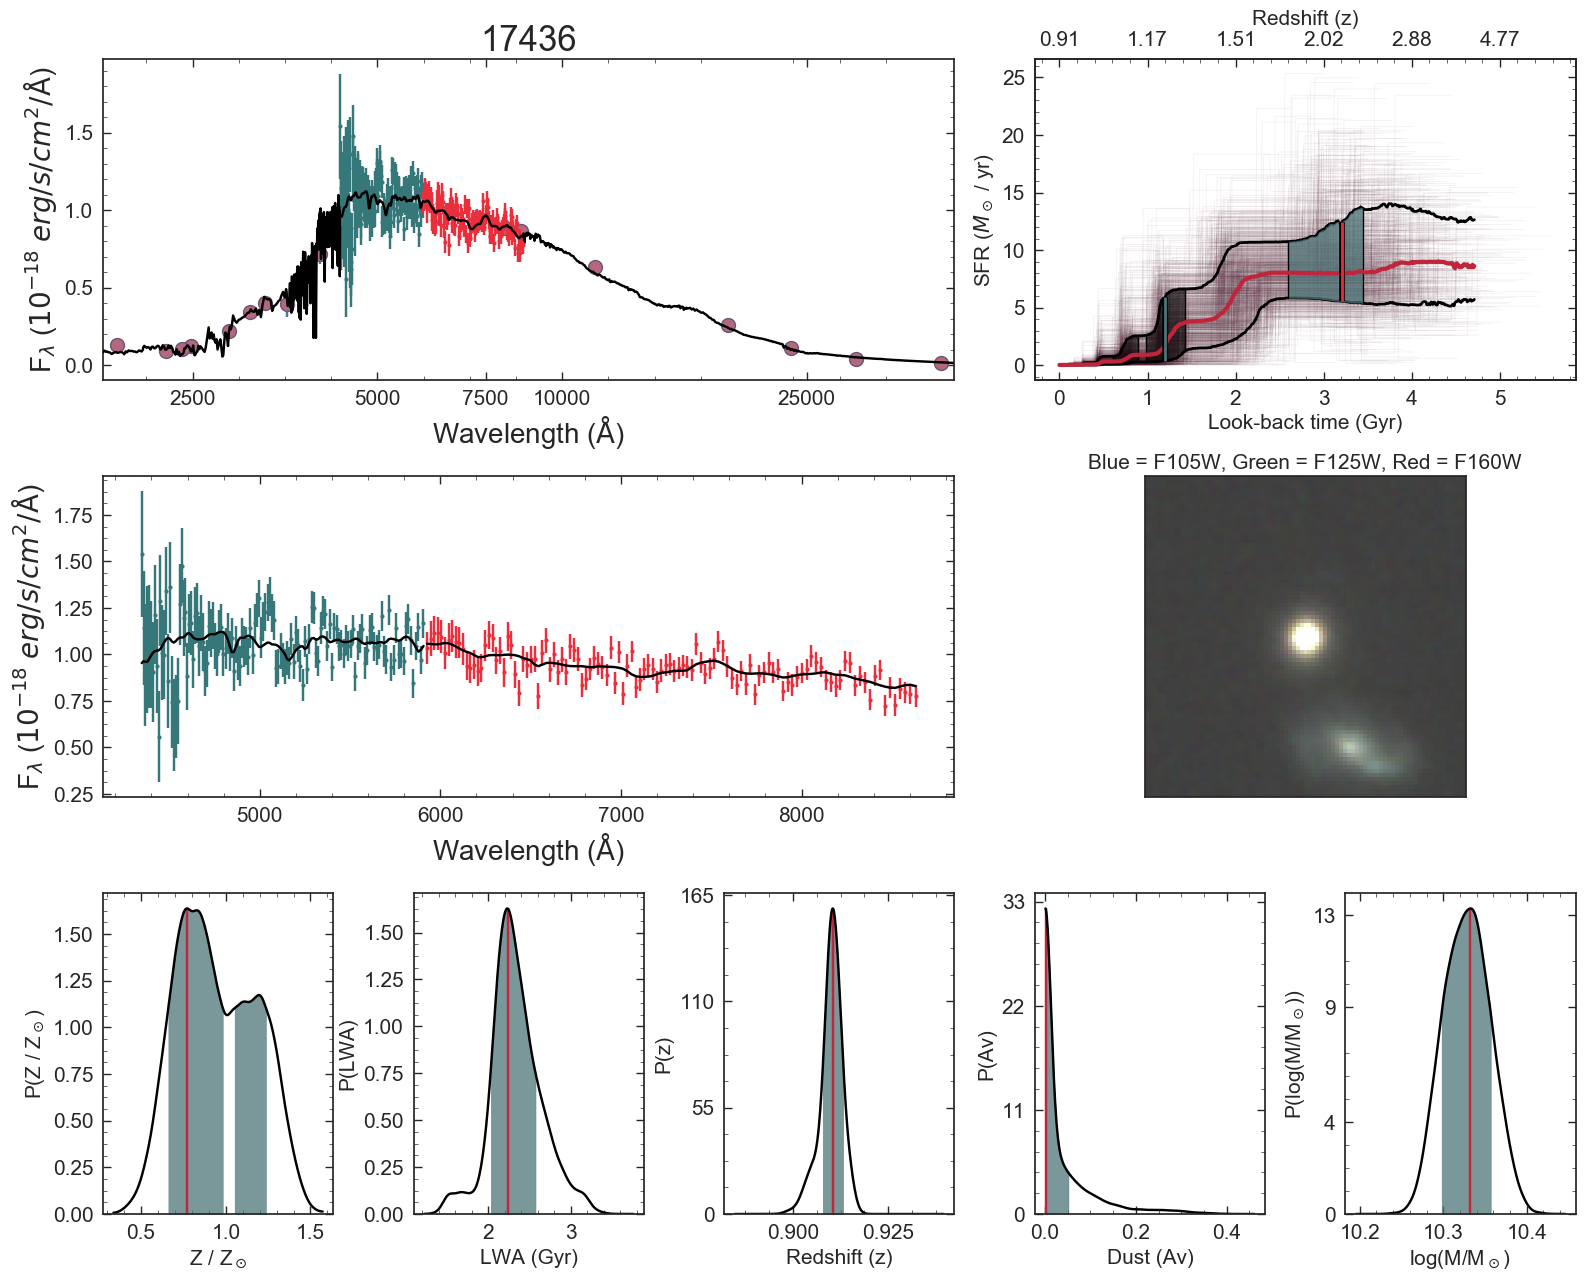 17436
F_λ (10^−18 erg/s/cm^2/Å)
1.5
1.0
0.5
0.0
2500 5000 7500 10000 25000
Wavelength (Å)
Redshift (z)
0.91 1.17 1.51 2.02 2.88 4.77
SFR (M_⊙ / yr)
25
20
15
10
5
0
0 1 2 3 4 5
Look-back time (Gyr)
F_λ (10^−18 erg/s/cm^2/Å)
1.75
1.50
1.25
1.00
0.75
0.50
0.25
5000 6000 7000 8000
Wavelength (Å)
Blue = F105W, Green = F125W, Red = F160W
P(Z / Z_⊙)
1.50
1.25
1.00
0.75
0.50
0.25
0.00
0.5 1.0 1.5
Z / Z_⊙
P(LWA)
1.50
1.25
1.00
0.75
0.50
0.25
0.00
2 3
LWA (Gyr)
P(z)
165
110
55
0
0.900 0.925
Redshift (z)
P(Av)
33
22
11
0
0.0 0.2 0.4
Dust (Av)
P(log(M/M_⊙))
13
9
4
0
10.2 10.3 10.4
log(M/M_⊙)